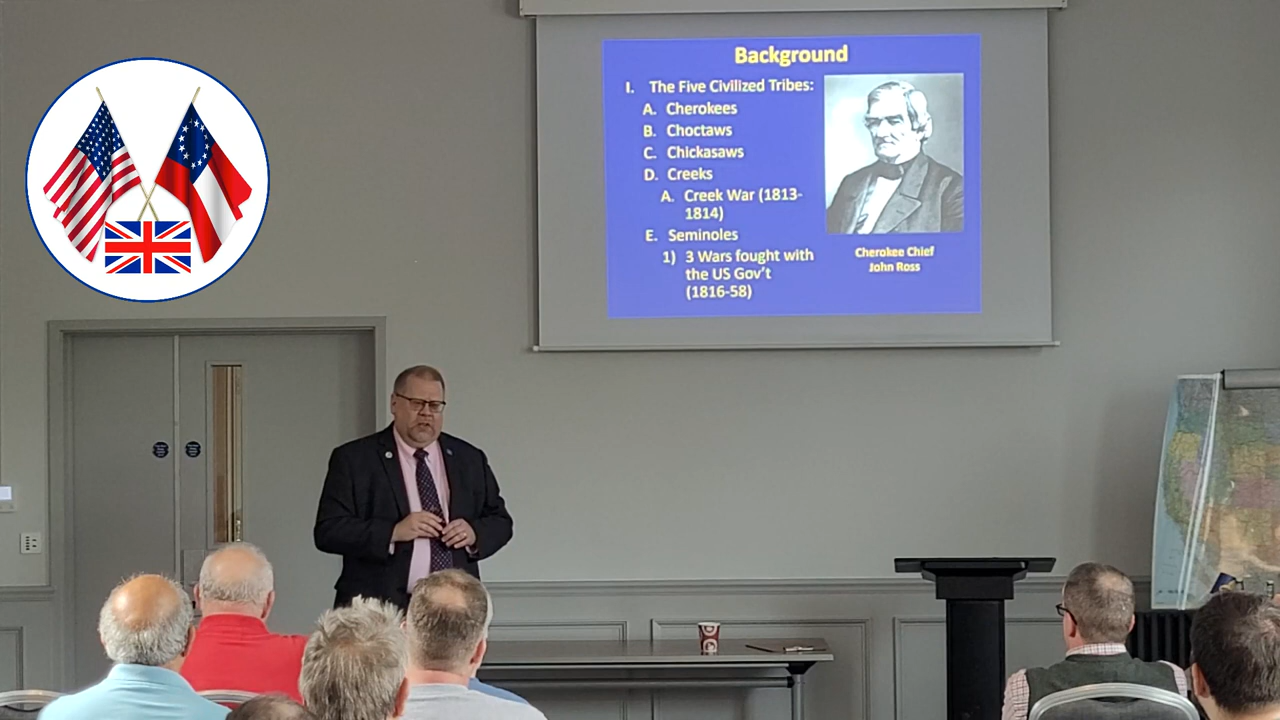 Background
I. The Five Civilized Tribes:
A. Cherokees
B. Choctaws
C. Chickasaws
D. Creeks
A. Creek War (1813-
1814)
E. Seminoles
1) 3 Wars fought with
the US Gov't
(1816-58)
Cherokee Chief
John Ross